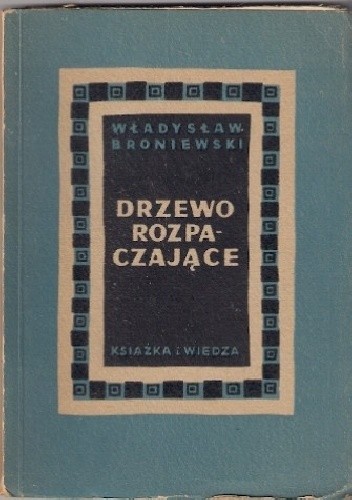 WŁADYSŁAW
BRONIEWSKI
DRZEWO
ROZPA-
CZAJĄCE
KSIĄŻKA I WIEDZA